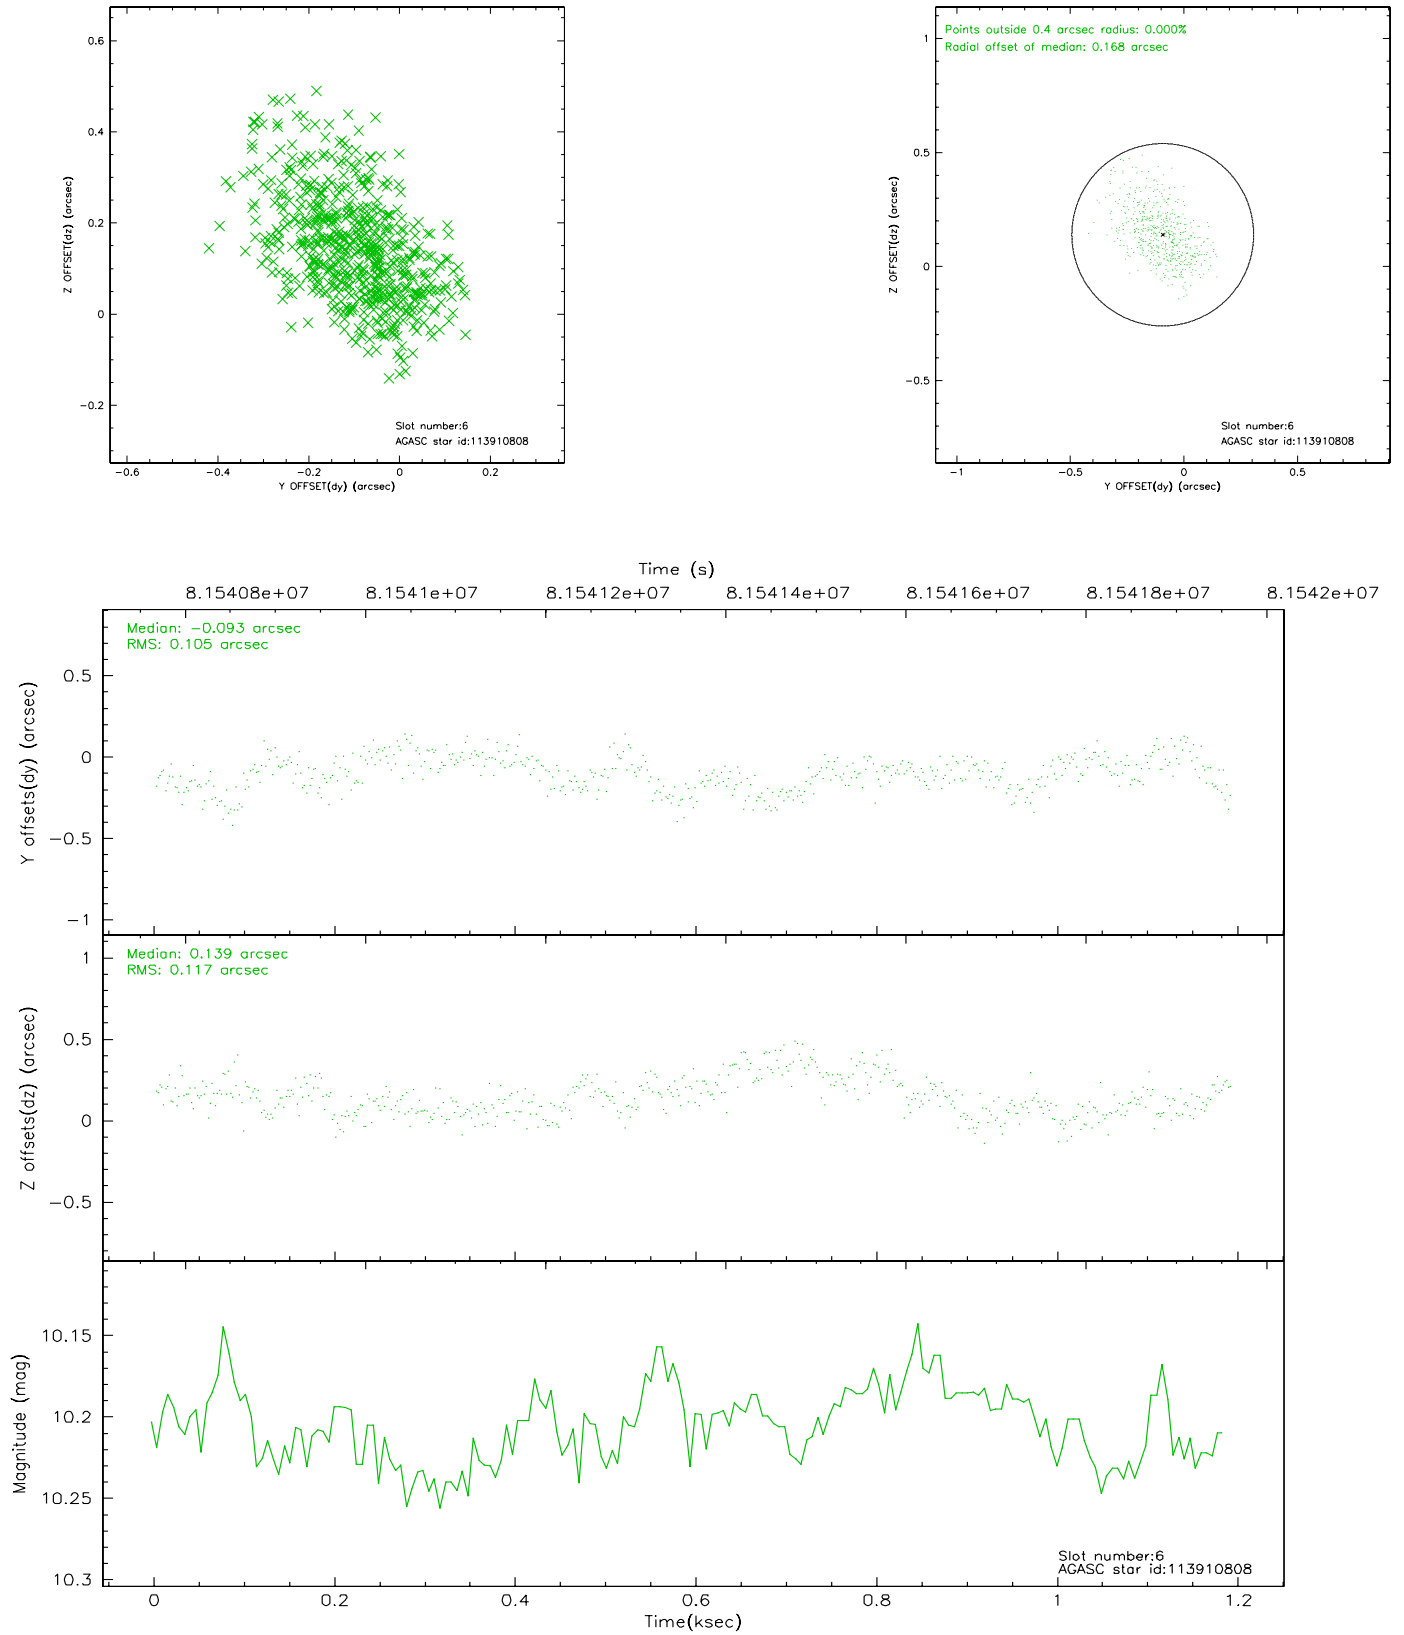 0.6
0.4
0.2
0
−0.2
Z OFFSET(dz) (arcsec)
−0.6
−0.4
−0.2
0
0.2
Y OFFSET(dy) (arcsec)
Slot number:6
AGASC star id:113910808
Points outside 0.4 arcsec radius: 0.000%
Radial offset of median: 0.168 arcsec
1
0.5
0
−0.5
Z OFFSET(dz) (arcsec)
−1
−0.5
0
0.5
Y OFFSET(dy) (arcsec)
Slot number:6
AGASC star id:113910808
Time (s)
8.15408e+07
8.1541e+07
8.15412e+07
8.15414e+07
8.15416e+07
8.15418e+07
8.1542e+07
Median: −0.093 arcsec
RMS: 0.105 arcsec
0.5
0
−0.5
−1
Y offsets(dy) (arcsec)
Median: 0.139 arcsec
RMS: 0.117 arcsec
1
0.5
0
−0.5
Z offsets(dz) (arcsec)
10.15
10.2
10.25
10.3
Magnitude (mag)
Slot number:6
AGASC star id:113910808
0
0.2
0.4
0.6
0.8
1
1.2
Time(ksec)